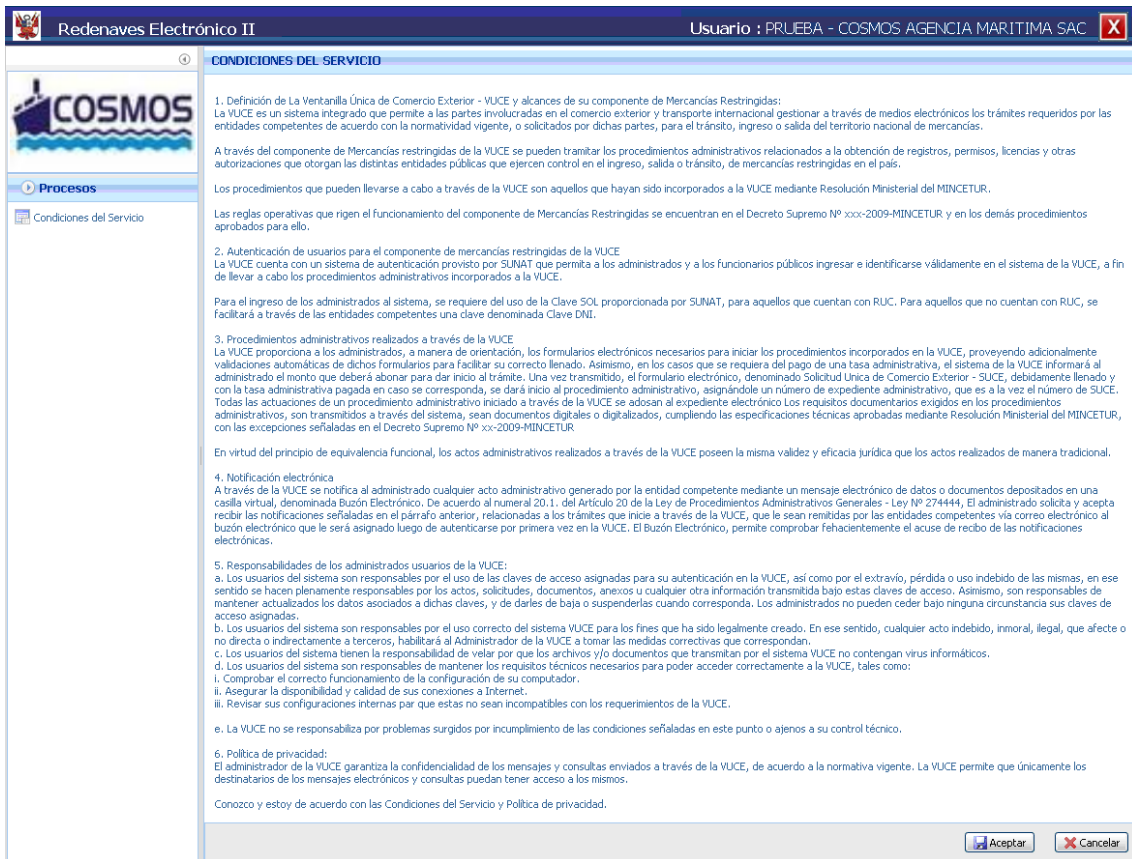 Redenaves Electrónico II
Usuario : PRUEBA - COSMOS AGENCIA MARITIMA SAC
X
CONDICIONES DEL SERVICIO
COSMOS
Procesos
Condiciones del Servicio
1. Definición de La Ventanilla Única de Comercio Exterior - VUCE y alcances de su componente de Mercancías Restringidas:
La VUCE es un sistema integrado que permite a las partes involucradas en el comercio exterior y transporte internacional gestionar a través de medios electrónicos los trámites requeridos por las
entidades competentes de acuerdo con la normatividad vigente, o solicitados por dichas partes, para el tránsito, ingreso o salida del territorio nacional de mercancías.
A través del componente de Mercancías restringidas de la VUCE se pueden tramitar los procedimientos administrativos relacionados a la obtención de registros, permisos, licencias y otras
autorizaciones que otorgan las distintas entidades públicas que ejercen control en el ingreso, salida o tránsito, de mercancías restringidas en el país.
Los procedimientos que pueden llevarse a cabo a través de la VUCE son aquellos que hayan sido incorporados a la VUCE mediante Resolución Ministerial del MINCETUR.
Las reglas operativas que rigen el funcionamiento del componente de Mercancías Restringidas se encuentran en el Decreto Supremo Nº xxx-2009-MINCETUR y en los demás procedimientos
aprobados para ello.
2. Autenticación de usuarios para el componente de mercancías restringidas de la VUCE
La VUCE cuenta con un sistema de autenticación provisto por SUNAT que permita a los administrados y a los funcionarios públicos ingresar e identificarse válidamente en el sistema de la VUCE, a fin
de llevar a cabo los procedimientos administrativos incorporados a la VUCE.
Para el ingreso de los administrados al sistema, se requiere del uso de la Clave SOL proporcionada por SUNAT, para aquellos que cuentan con RUC. Para aquellos que no cuentan con RUC, se
facilitará a través de las entidades competentes una clave denominada Clave DNI.
3. Procedimientos administrativos realizados a través de la VUCE
La VUCE proporciona a los administrados, a manera de orientación, los formularios electrónicos necesarios para iniciar los procedimientos incorporados en la VUCE, proveyendo adicionalmente
validaciones automáticas de dichos formularios para facilitar su correcto llenado. Asimismo, en los casos que se requiera del pago de una tasa administrativa, el sistema de la VUCE informará al
administrado el monto que deberá abonar para dar inicio al trámite. Una vez transmitido, el formulario electrónico, denominado Solicitud Unica de Comercio Exterior - SUCE, debidamente llenado y
con la tasa administrativa pagada en caso se corresponda, se dará inicio al procedimiento administrativo, asignándole un número de expediente administrativo, que es a la vez el número de SUCE.
Todas las actuaciones de un procedimiento administrativo iniciado a través de la VUCE se adosan al expediente electrónico Los requisitos documentarios exigidos en los procedimientos
administrativos, son transmitidos a través del sistema, sean documentos digitales o digitalizados, cumpliendo las especificaciones técnicas aprobadas mediante Resolución Ministerial del MINCETUR,
con las excepciones señaladas en el Decreto Supremo Nº xx-2009-MINCETUR
En virtud del principio de equivalencia funcional, los actos administrativos realizados a través de la VUCE poseen la misma validez y eficacia jurídica que los actos realizados de manera tradicional.
4. Notificación electrónica
A través de la VUCE se notifica al administrado cualquier acto administrativo generado por la entidad competente mediante un mensaje electrónico de datos o documentos depositados en una
casilla virtual, denominada Buzón Electrónico. De acuerdo al numeral 20.1. del Artículo 20 de la Ley de Procedimientos Administrativos Generales - Ley Nº 274444, El administrado solicita y acepta
recibir las notificaciones señaladas en el párrafo anterior, relacionadas a los trámites que inicie a través de la VUCE, que le sean remitidas por las entidades competentes vía correo electrónico al
buzón electrónico que le será asignado luego de autenticarse por primera vez en la VUCE. El Buzón Electrónico, permite comprobar fehacientemente el acuse de recibo de las notificaciones
electrónicas.
5. Responsabilidades de los administrados usuarios de la VUCE:
a. Los usuarios del sistema son responsables por el uso de las claves de acceso asignadas para su autenticación en la VUCE, así como por el extravío, pérdida o uso indebido de las mismas, en ese
sentido se hacen plenamente responsables por los actos, solicitudes, documentos, anexos u cualquier otra información transmitida bajo estas claves de acceso. Asimismo, son responsables de
mantener actualizados los datos asociados a dichas claves, y de darles de baja o suspenderlas cuando corresponda. Los administrados no pueden ceder bajo ninguna circunstancia sus claves de
acceso asignadas.
b. Los usuarios del sistema son responsables por el uso correcto del sistema VUCE para los fines que ha sido legalmente creado. En ese sentido, cualquier acto indebido, inmoral, ilegal, que afecte o
no directa o indirectamente a terceros, habilitará al Administrador de la VUCE a tomar las medidas correctivas que correspondan.
c. Los usuarios del sistema tienen la responsabilidad de velar por que los archivos y/o documentos que transmitan por el sistema VUCE no contengan virus informáticos.
d. Los usuarios del sistema son responsables de mantener los requisitos técnicos necesarios para poder acceder correctamente a la VUCE, tales como:
i. Comprobar el correcto funcionamiento de la configuración de su computador.
ii. Asegurar la disponibilidad y calidad de sus conexiones a Internet.
iii. Revisar sus configuraciones internas par que estas no sean incompatibles con los requerimientos de la VUCE.
e. La VUCE no se responsabiliza por problemas surgidos por incumplimiento de las condiciones señaladas en este punto o ajenos a su control técnico.
6. Política de privacidad:
El administrador de la VUCE garantiza la confidencialidad de los mensajes y consultas enviados a través de la VUCE, de acuerdo a la normativa vigente. La VUCE permite que únicamente los
destinatarios de los mensajes electrónicos y consultas puedan tener acceso a los mismos.
Conozco y estoy de acuerdo con las Condiciones del Servicio y Política de privacidad.
Aceptar
Cancelar